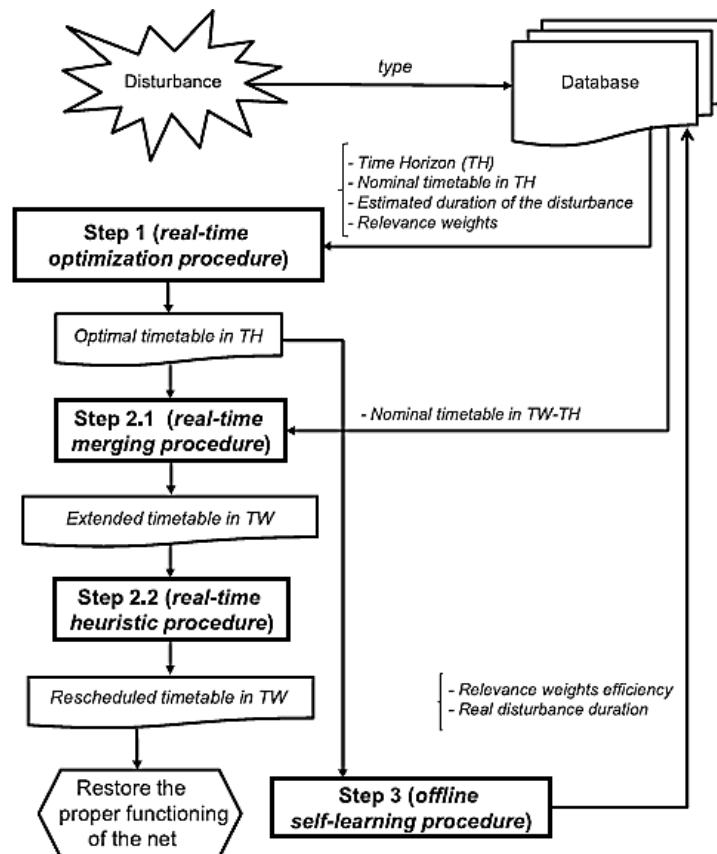 Disturbance
type
Database
- Time Horizon (TH)
- Nominal timetable in TH
- Estimated duration of the disturbance
- Relevance weights
Step 1 (real-time
optimization procedure)
Optimal timetable in TH
Step 2.1 (real-time
merging procedure)
- Nominal timetable in TW-TH
Extended timetable in TW
Step 2.2 (real-time
heuristic procedure)
Rescheduled timetable in TW
- Relevance weights efficiency
- Real disturbance duration
Restore the
proper functioning
of the net
Step 3 (offline
self-learning procedure)